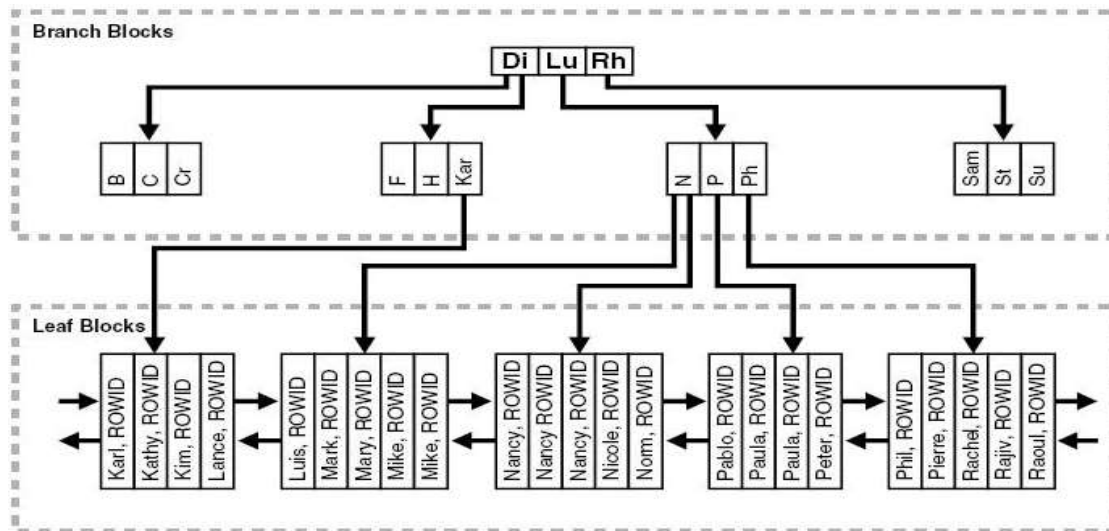 Branch Blocks
Di Lu Rh
B
C
Cr
F
H
Kar
N
P
Ph
Sam
St
Su
Leaf Blocks
Karl, ROWID
Kathy, ROWID
Kim, ROWID
Lance, ROWID
Luis, ROWID
Mark, ROWID
Mary, ROWID
Mike, ROWID
Mike, ROWID
Nancy, ROWID
Nancy ROWID
Nancy, ROWID
Nicole, ROWID
Norm, ROWID
Pablo, ROWID
Paula, ROWID
Paula, ROWID
Peter, ROWID
Phil, ROWID
Pierre, ROWID
Rachel, ROWID
Rajiv, ROWID
Raoul, ROWID